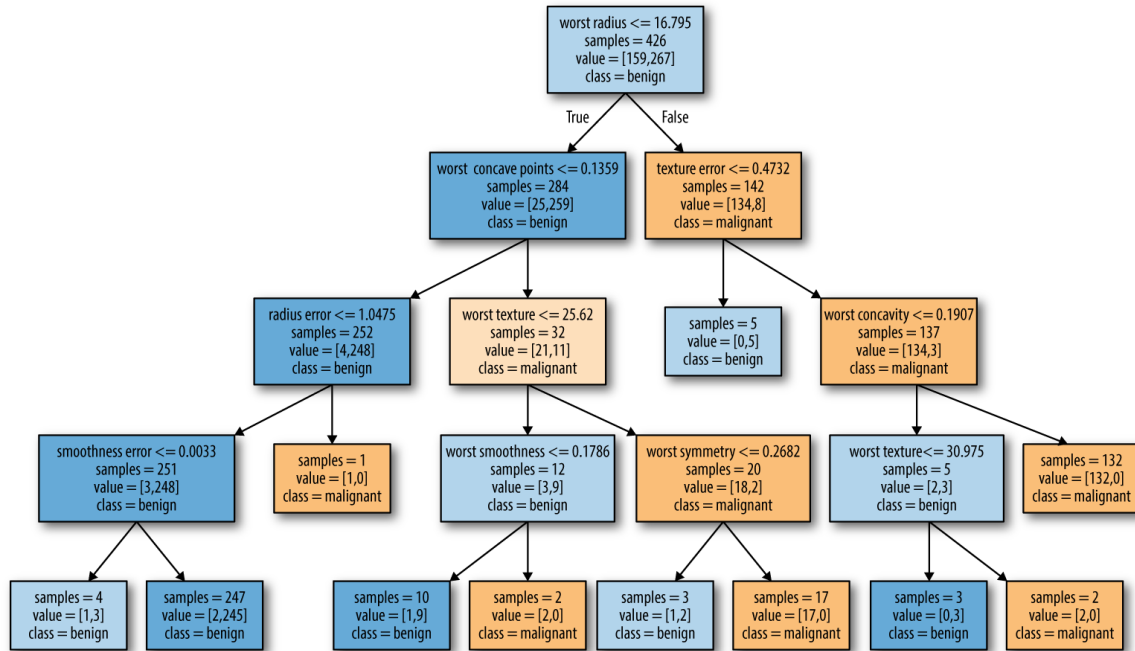 worst radius <= 16.795
samples = 426
value = [159,267]
class = benign
True
False
worst concave points <= 0.1359
samples = 284
value = [25,259]
class = benign
texture error <= 0.4732
samples = 142
value = [134,8]
class = malignant
radius error <= 1.0475
samples = 252
value = [4,248]
class = benign
worst texture <= 25.62
samples = 32
value = [21,11]
class = malignant
samples = 5
value = [0,5]
class = benign
worst concavity <= 0.1907
samples = 137
value = [134,3]
class = malignant
smoothness error <= 0.0033
samples = 251
value = [3,248]
class = benign
samples = 1
value = [1,0]
class = malignant
worst smoothness <= 0.1786
samples = 12
value = [3,9]
class = benign
worst symmetry <= 0.2682
samples = 20
value = [18,2]
class = malignant
worst texture<= 30.975
samples = 5
value = [2,3]
class = benign
samples = 132
value = [132,0]
class = malignant
samples = 4
value = [1,3]
class = benign
samples = 247
value = [2,245]
class = benign
samples = 10
value = [1,9]
class = benign
samples = 2
value = [2,0]
class = malignant
samples = 3
value = [1,2]
class = benign
samples = 17
value = [17,0]
class = malignant
samples = 3
value = [0,3]
class = benign
samples = 2
value = [2,0]
class = malignant